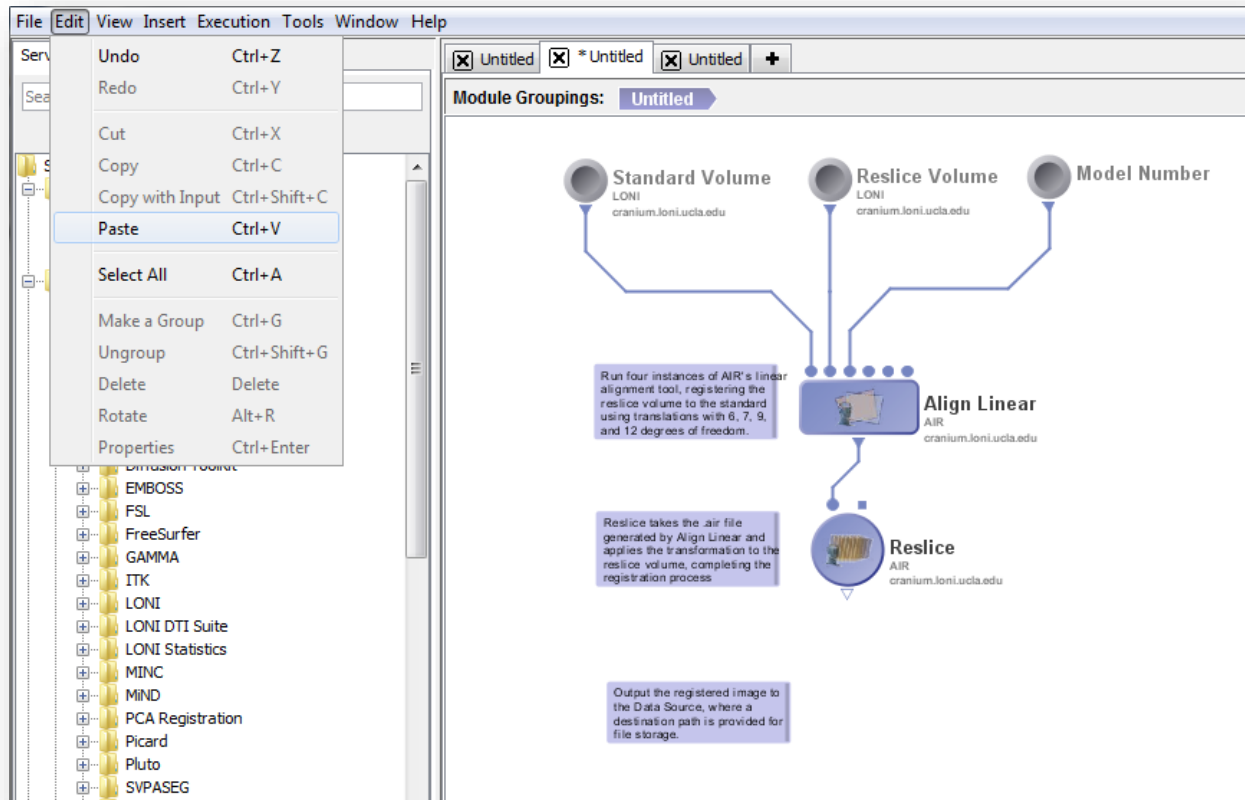 File Edit View Insert Execution Tools Window Help
Undo Ctrl+Z
Redo Ctrl+Y
Cut Ctrl+X
Copy Ctrl+C
Copy with Input Ctrl+Shift+C
Paste Ctrl+V
Select All Ctrl+A
Make a Group Ctrl+G
Ungroup Ctrl+Shift+G
Delete Delete
Rotate Alt+R
Properties Ctrl+Enter
EMBOSS
FSL
FreeSurfer
GAMMA
ITK
LONI
LONI DTI Suite
LONI Statistics
MINC
MiND
PCA Registration
Picard
Pluto
SVPASEG
Untitled * Untitled Untitled
Module Groupings: Untitled
Standard Volume
LONI
cranium.loni.ucla.edu
Reslice Volume
LONI
cranium.loni.ucla.edu
Model Number
Run four instances of AIR's linear
alignment tool, registering the
reslice volume to the standard
using translations with 6, 7, 9,
and 12 degrees of freedom.
Align Linear
AIR
cranium.loni.ucla.edu
Reslice takes the .air file
generated by Align Linear and
applies the transformation to the
reslice volume, completing the
registration process
Reslice
AIR
cranium.loni.ucla.edu
Output the registered image to
the Data Source, where a
destination path is provided for
file storage.